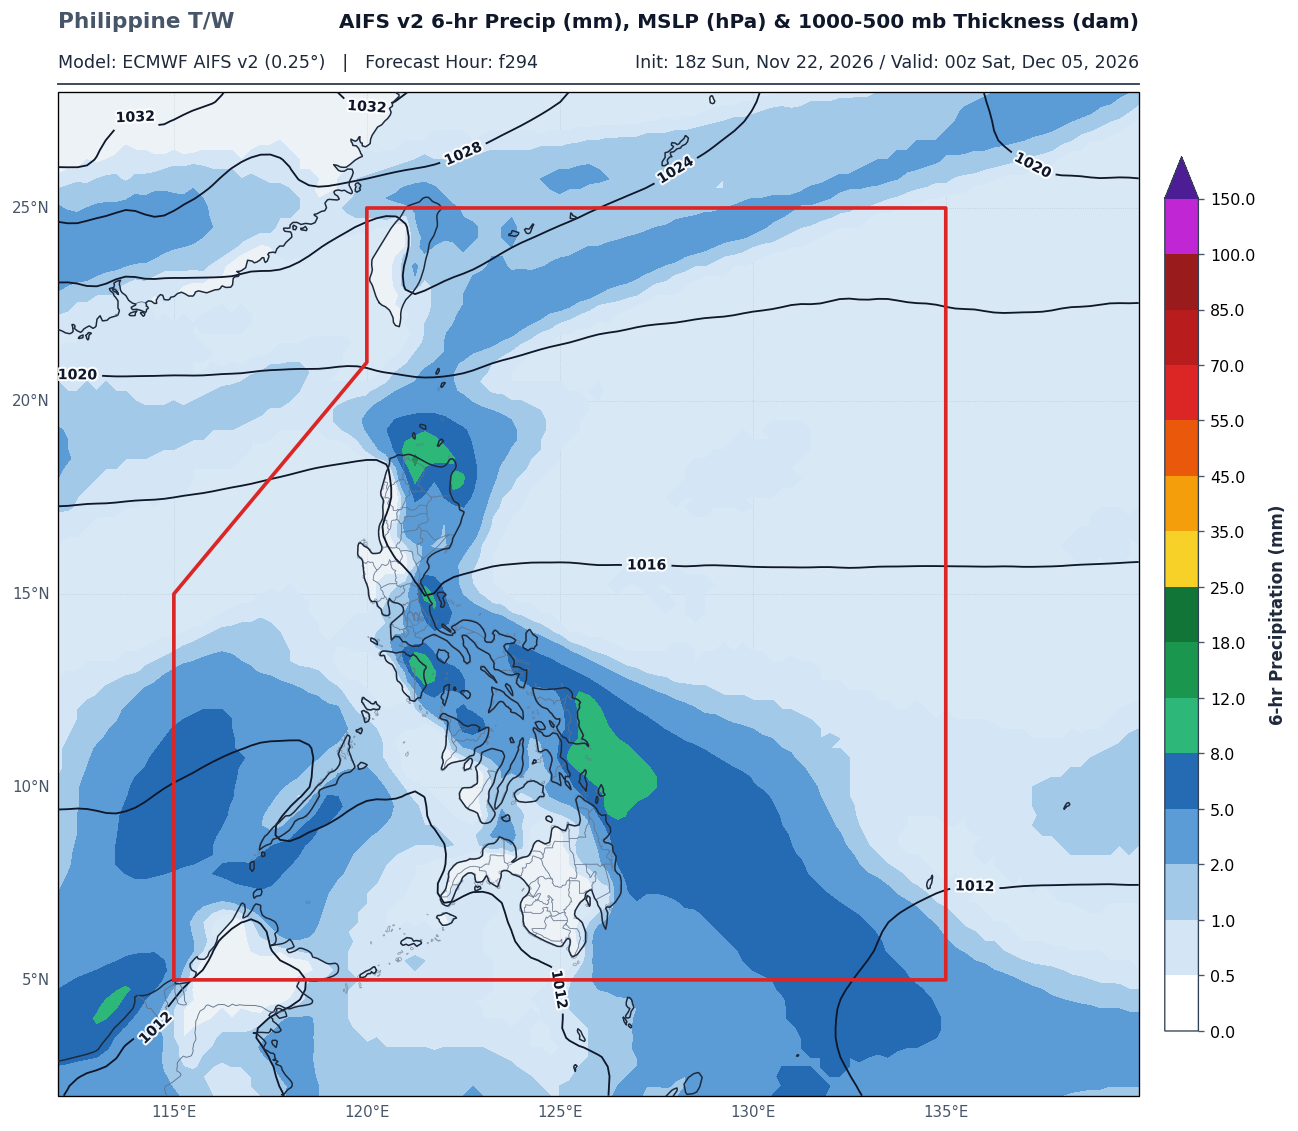 Philippine T/W
AIFS v2 6-hr Precip (mm), MSLP (hPa) & 1000-500 mb Thickness (dam)
Model: ECMWF AIFS v2 (0.25°) | Forecast Hour: f294
Init: 18z Sun, Nov 22, 2026 / Valid: 00z Sat, Dec 05, 2026
1032
1032
1028
1024
1020
1020
1016
1012
1012
1012
25°N
20°N
15°N
10°N
5°N
115°E
120°E
125°E
130°E
135°E
150.0
100.0
85.0
70.0
55.0
45.0
35.0
25.0
18.0
12.0
8.0
5.0
2.0
1.0
0.5
0.0
6-hr Precipitation (mm)